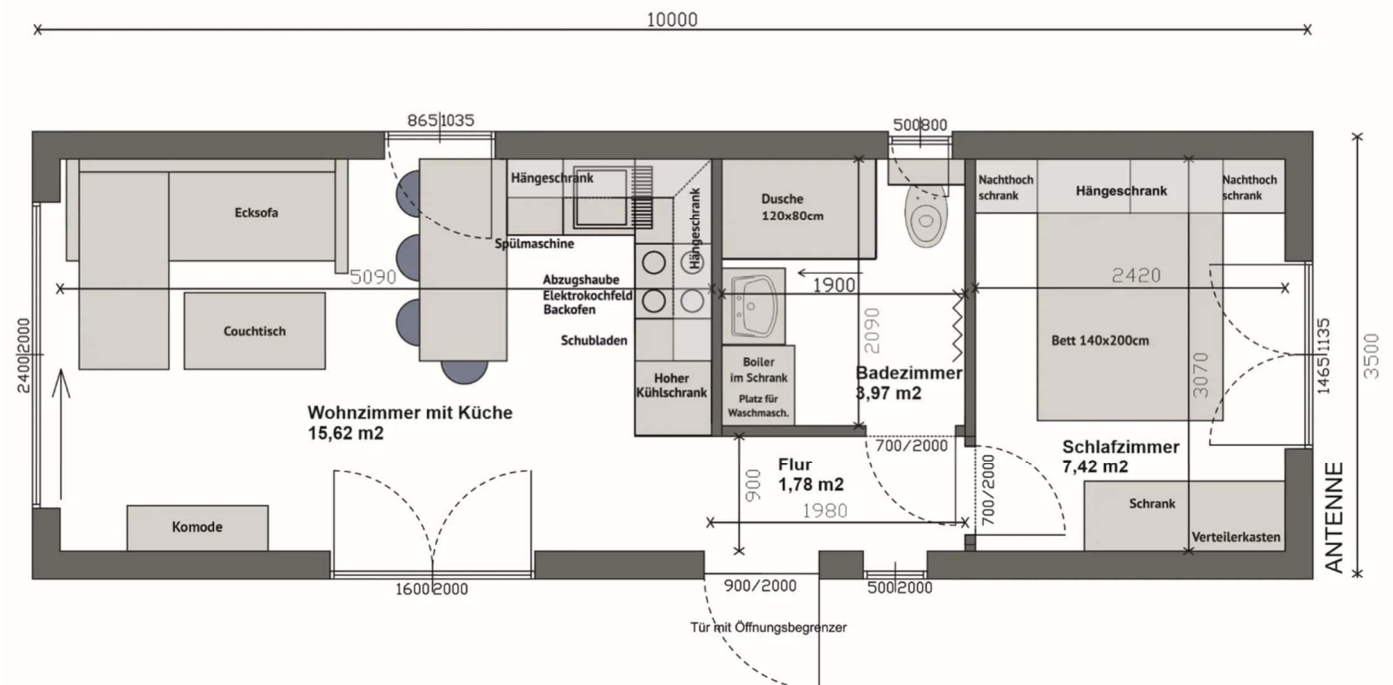 10000
865|1035
500|800
Ecksofa
Hängeschrank
Spülmaschine
Hängeschrank
Abzugshaube
Elektrokochfeld
Backofen
Schubladen
Hoher
Kühlschrank
5090
Couchtisch
2400|2000
Wohnzimmer mit Küche
15,62 m2
Komode
1600|2000
Dusche
120x80cm
1900
2090
Boiler
im Schrank
Platz für
Waschmasch.
Badezimmer
3,97 m2
700/2000
Flur
1,78 m2
900
1980
700/2000
900/2000
500|2000
Tür mit Öffnungsbegrenzer
Nachthoch
schrank
Hängeschrank
Nachthoch
schrank
2420
Bett 140x200cm
3070
Schlafzimmer
7,42 m2
Schrank
Verteilerkasten
1465|1135
3500
ANTENNE